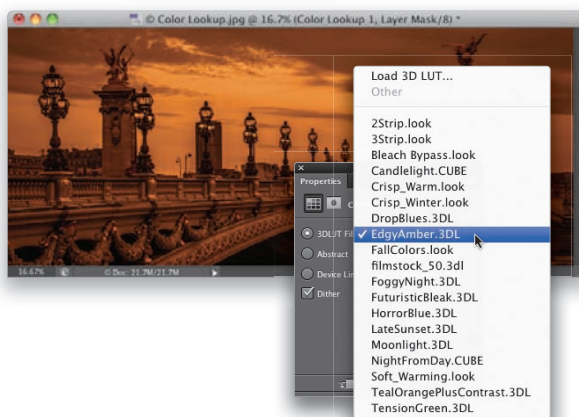 © Color Lookup.jpg @ 16.7% (Color Lookup 1, Layer Mask/8) *
Load 3D LUT...
Other
2Strip.look
3Strip.look
Bleach Bypass.look
Candlelight.CUBE
Crisp_Warm.look
Crisp_Winter.look
DropBlues.3DL
✓ EdgyAmber.3DL
FallColors.look
filmstock_50.3dl
FoggyNight.3DL
FuturisticBleak.3DL
HorrorBlue.3DL
LateSunset.3DL
Moonlight.3DL
NightFromDay.CUBE
Soft_Warming.look
TealOrangePlusContrast.3DL
TensionGreen.3DL
Properties
3DLUT Fil
Abstract
Device Lin
Dither
16.67%
© Doc: 21.7M/21.7M